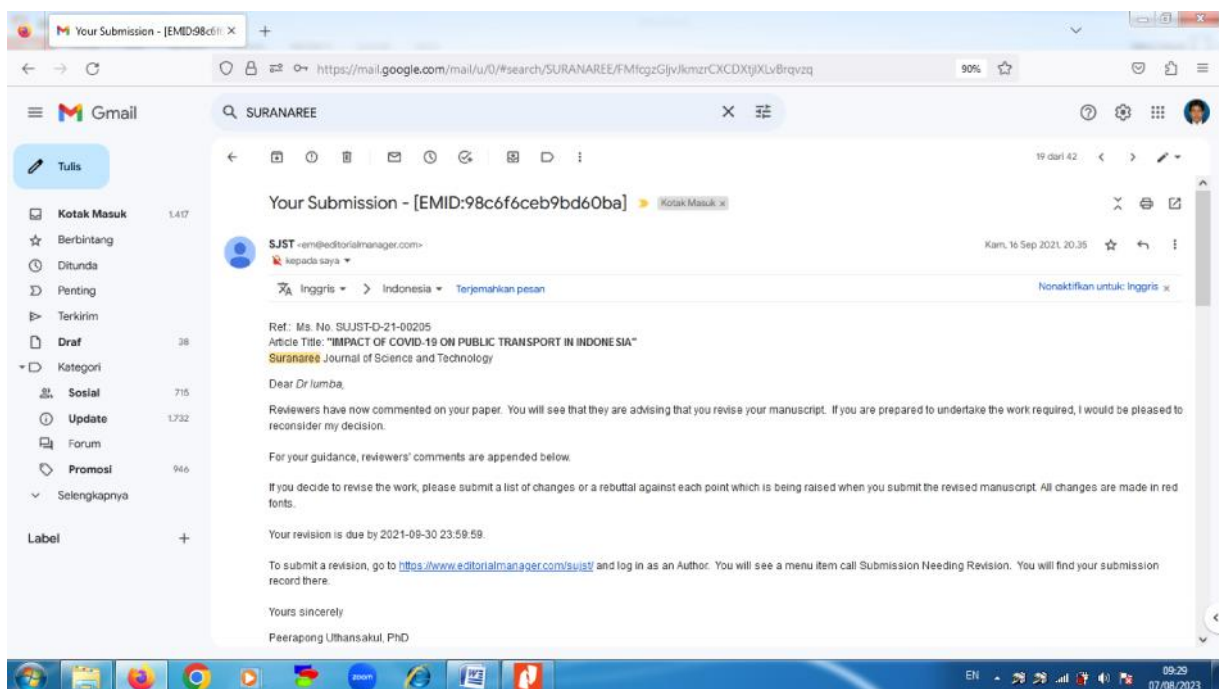 Your Submission - [EMID:98c6f
https://mail.google.com/mail/u/0/#search/SURANAREE/FMfcgzGljvJkmzrCXCDXtjlXLvBrqvzq
90%
Gmail
SURANAREE
Tulis
19 dari 42
Kotak Masuk 1.417
Berbintang
Ditunda
Penting
Terkirim
Draf 38
Kategori
Sosial 715
Update 1.732
Forum
Promosi 946
Selengkapnya
Label
Your Submission - [EMID:98c6f6ceb9bd60ba] Kotak Masuk x
SJST <em@editorialmanager.com>
Kam, 16 Sep 2021, 20.35
kepada saya
Inggris > Indonesia Terjemahkan pesan
Nonaktifkan untuk: Inggris x
Ref.: Ms. No. SUJST-D-21-00205
Article Title: "IMPACT OF COVID-19 ON PUBLIC TRANSPORT IN INDONESIA"
Suranaree Journal of Science and Technology
Dear Dr lumba,
Reviewers have now commented on your paper. You will see that they are advising that you revise your manuscript. If you are prepared to undertake the work required, I would be pleased to
reconsider my decision.
For your guidance, reviewers' comments are appended below.
If you decide to revise the work, please submit a list of changes or a rebuttal against each point which is being raised when you submit the revised manuscript. All changes are made in red
fonts.
Your revision is due by 2021-09-30 23:59:59.
To submit a revision, go to https://www.editorialmanager.com/sujst/ and log in as an Author. You will see a menu item call Submission Needing Revision. You will find your submission
record there.
Yours sincerely
Peerapong Uthansakul, PhD
zoom
EN
09:29
07/08/2023